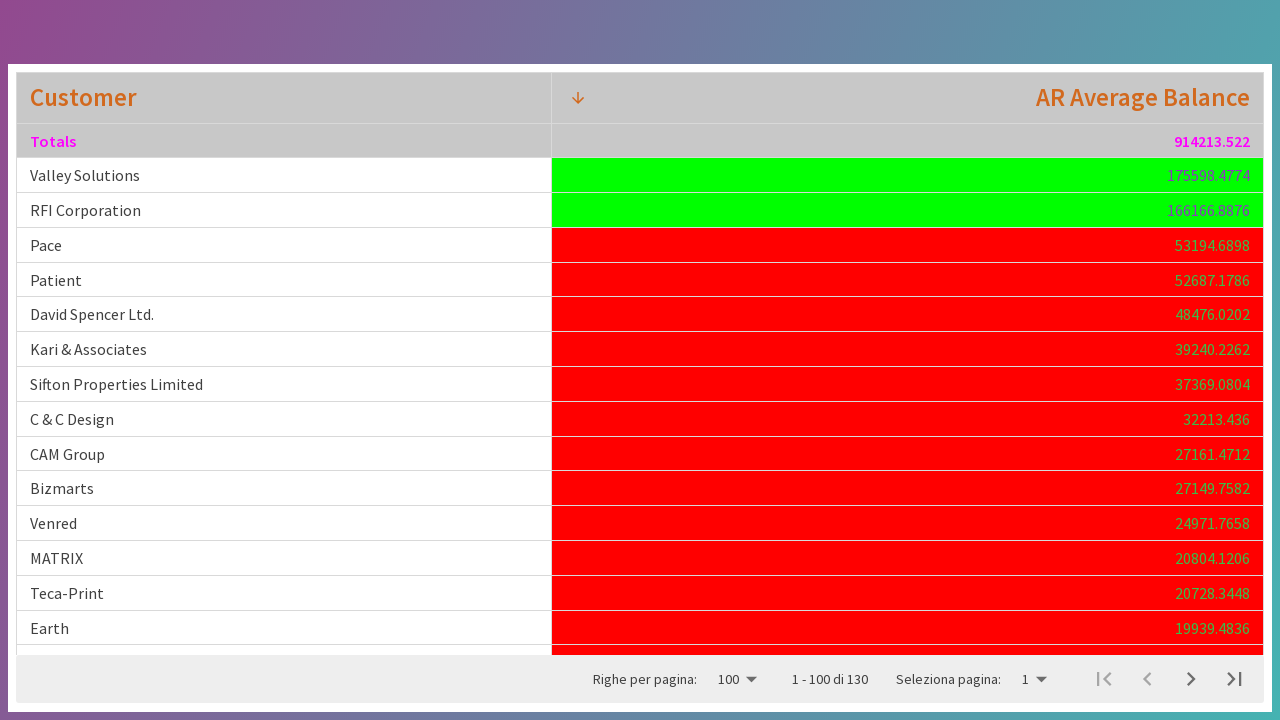 Customer AR Average Balance
Totals 914213.522
Valley Solutions 175598.4774
RFI Corporation 166166.8876
Pace 53194.6898
Patient 52687.1786
David Spencer Ltd. 48476.0202
Kari & Associates 39240.2262
Sifton Properties Limited 37369.0804
C & C Design 32213.436
CAM Group 27161.4712
Bizmarts 27149.7582
Venred 24971.7658
MATRIX 20804.1206
Teca-Print 20728.3448
Earth 19939.4836
Righe per pagina: 100 1 - 100 di 130 Seleziona pagina: 1